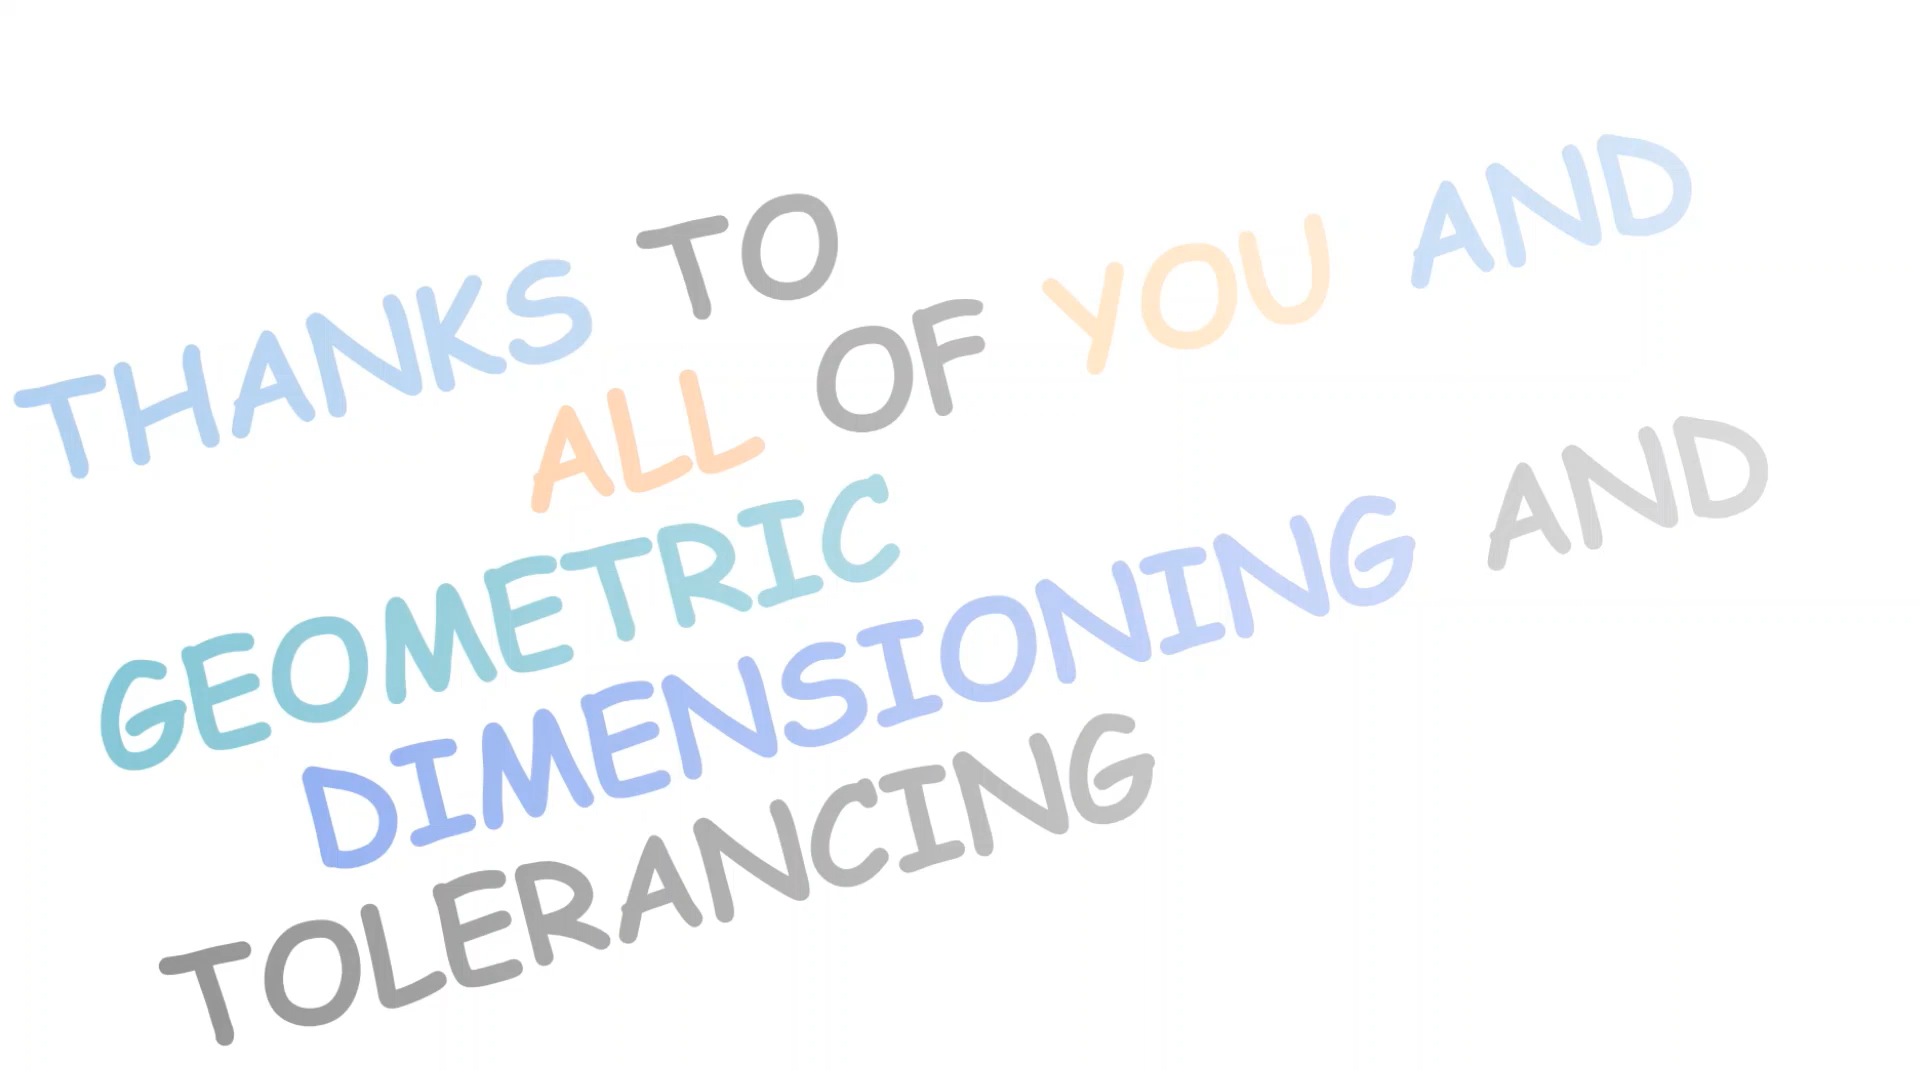 THANKS TO
ALL OF YOU AND
GEOMETRIC
DIMENSIONING AND
TOLERANCING